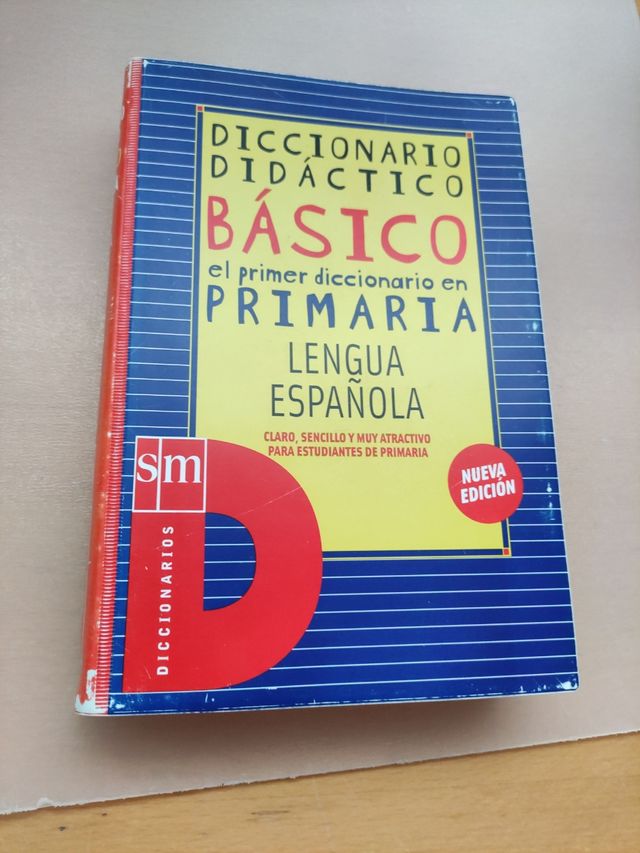 DICCIONARIO
DIDÁCTICO
BÁSICO
el primer diccionario en
PRIMARIA
LENGUA
ESPAÑOLA
CLARO, SENCILLO Y MUY ATRACTIVO
PARA ESTUDIANTES DE PRIMARIA
NUEVA
EDICIÓN
sm
DICCIONARIOS
D